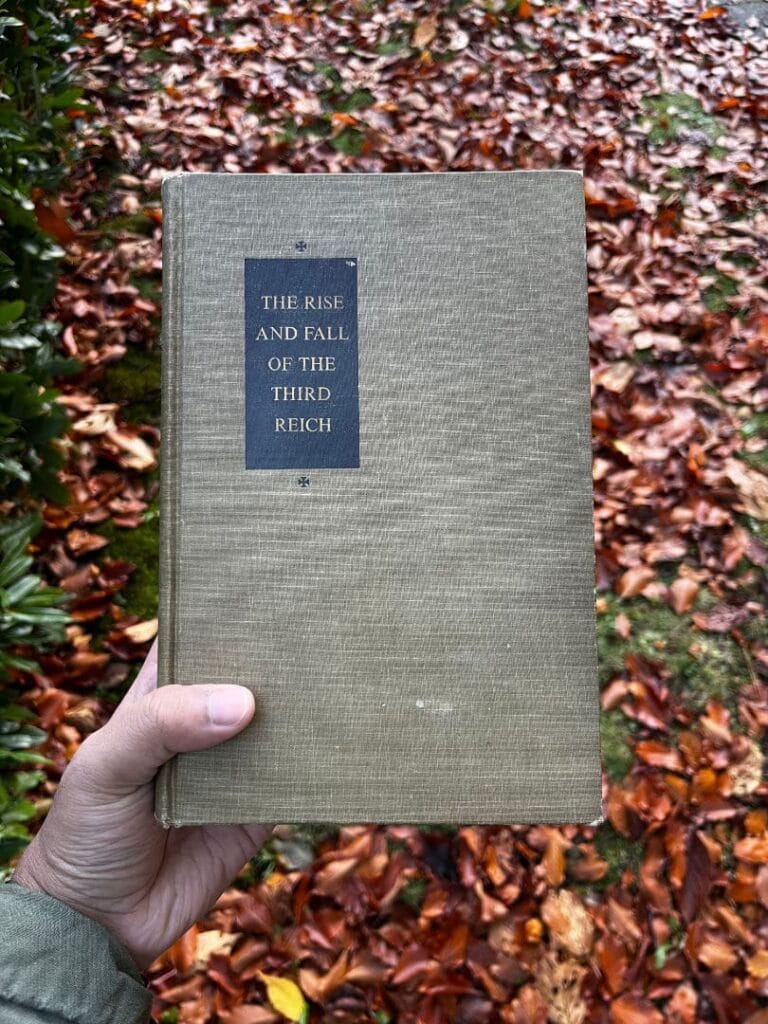 THE RISE
AND FALL
OF THE
THIRD
REICH